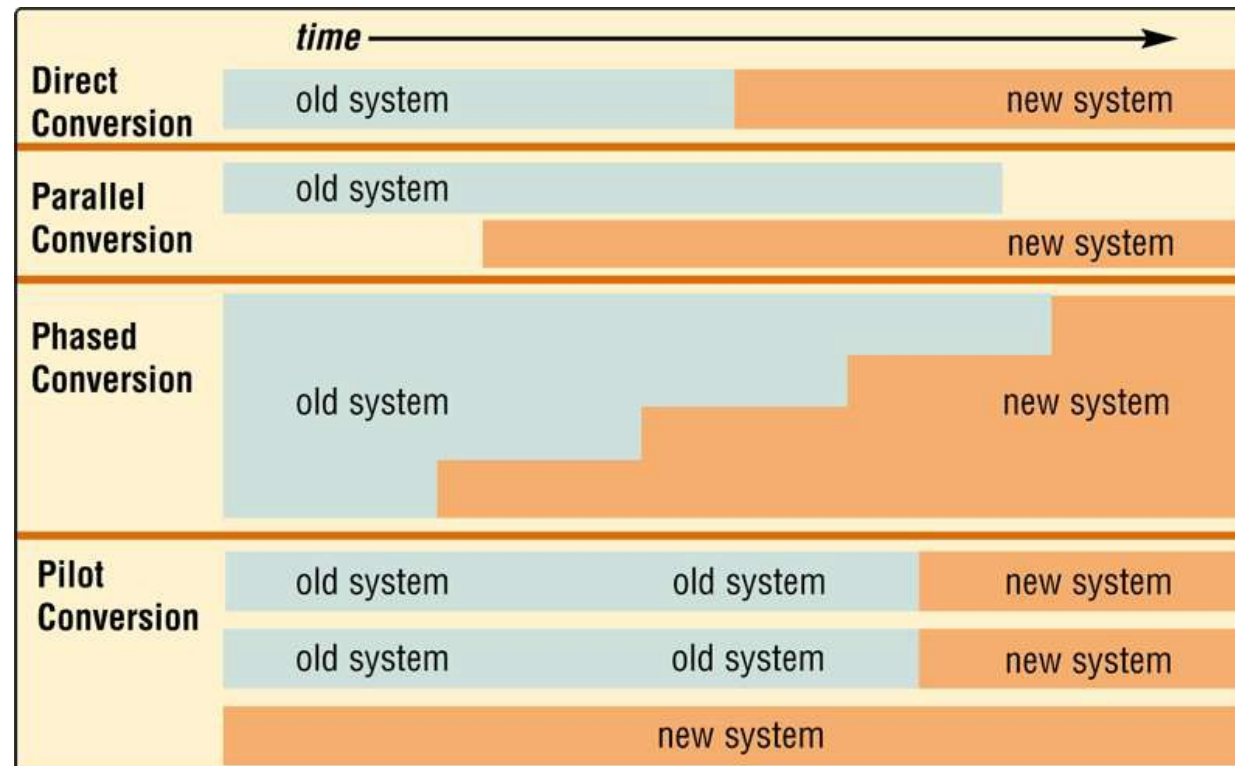 time
Direct
Conversion
old system new system
Parallel
Conversion
old system
new system
Phased
Conversion
old system new system
Pilot
Conversion
old system old system new system
old system old system new system
new system